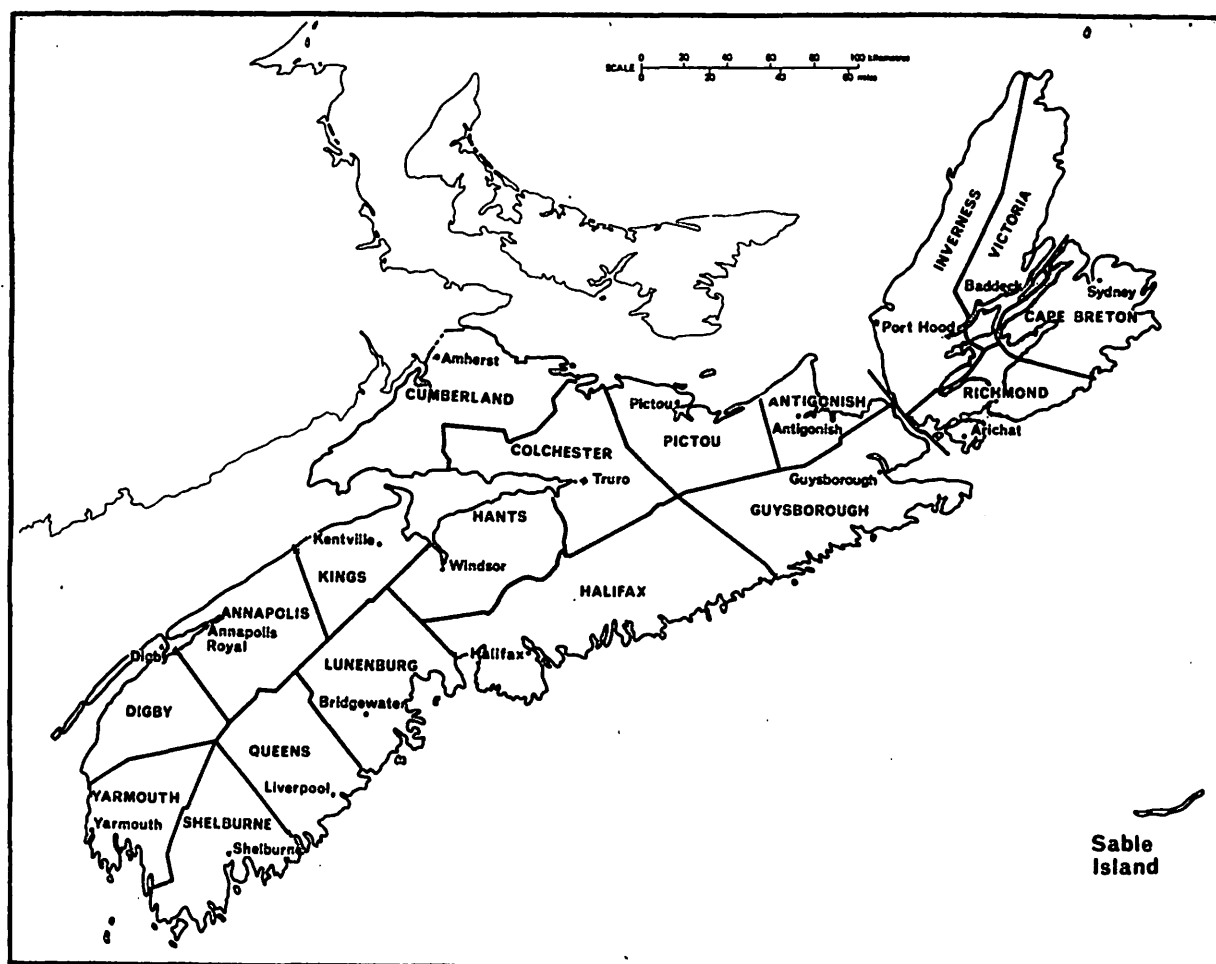 0 20 40 60 80 100 kilometres
SCALE
0 20 40 60 miles
INVERNESS
VICTORIA
Baddeck
Sydney
Port Hood
CAPE BRETON
Amherst
CUMBERLAND
RICHMOND
Pictou
ANTIGONISH
Arichat
Antigonish
PICTOU
COLCHESTER
Truro
Guysborough
GUYSBOROUGH
HANTS
Kentville
Windsor
KINGS
HALIFAX
ANNAPOLIS
Annapolis
Royal
Digby
Halifax
LUNENBURG
DIGBY
Bridgewater
QUEENS
Liverpool
YARMOUTH
Yarmouth
SHELBURNE
Shelburne
Sable
Island